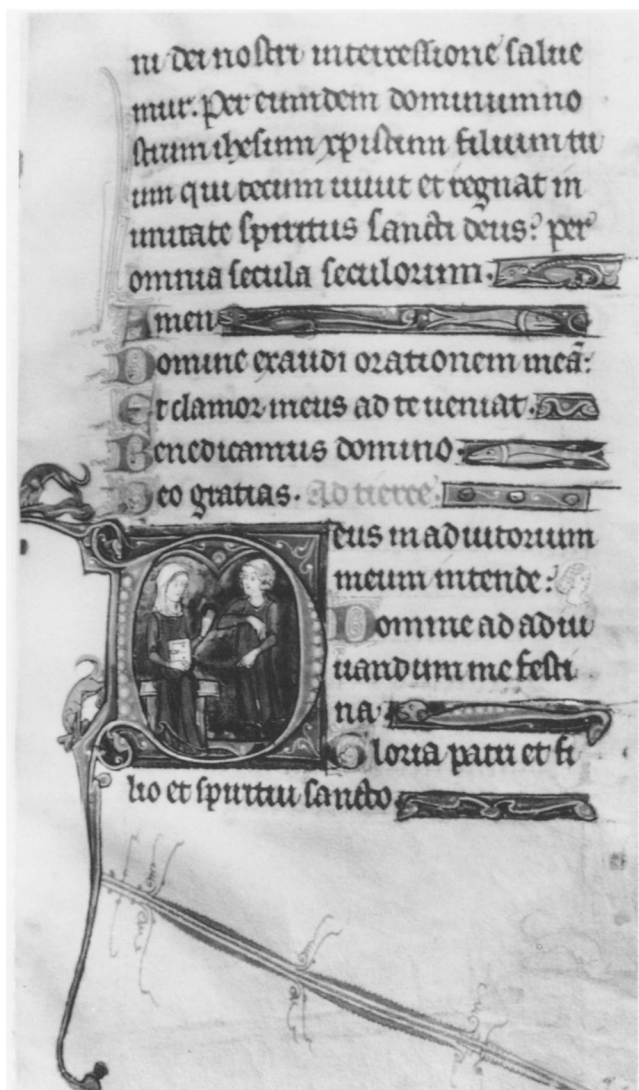 ni dei nostri intercessione salue
mur. Per eumdem dominum no
strum ihesum xpistum filium tu
um qui tecum uiuit et regnat in
unitate spiritus sancti deus: per
omnia secula seculorum.
Amen
Domine exaudi orationem meã:
Et clamor meus ad te ueniat.
Benedicamus domino.
Deo gratias. Ad tierce
Deus in adiutorium
meum intende:
Domine ad adiu
uandum me festi
na.
Gloria patri et fi
lio et spiritui sancto.